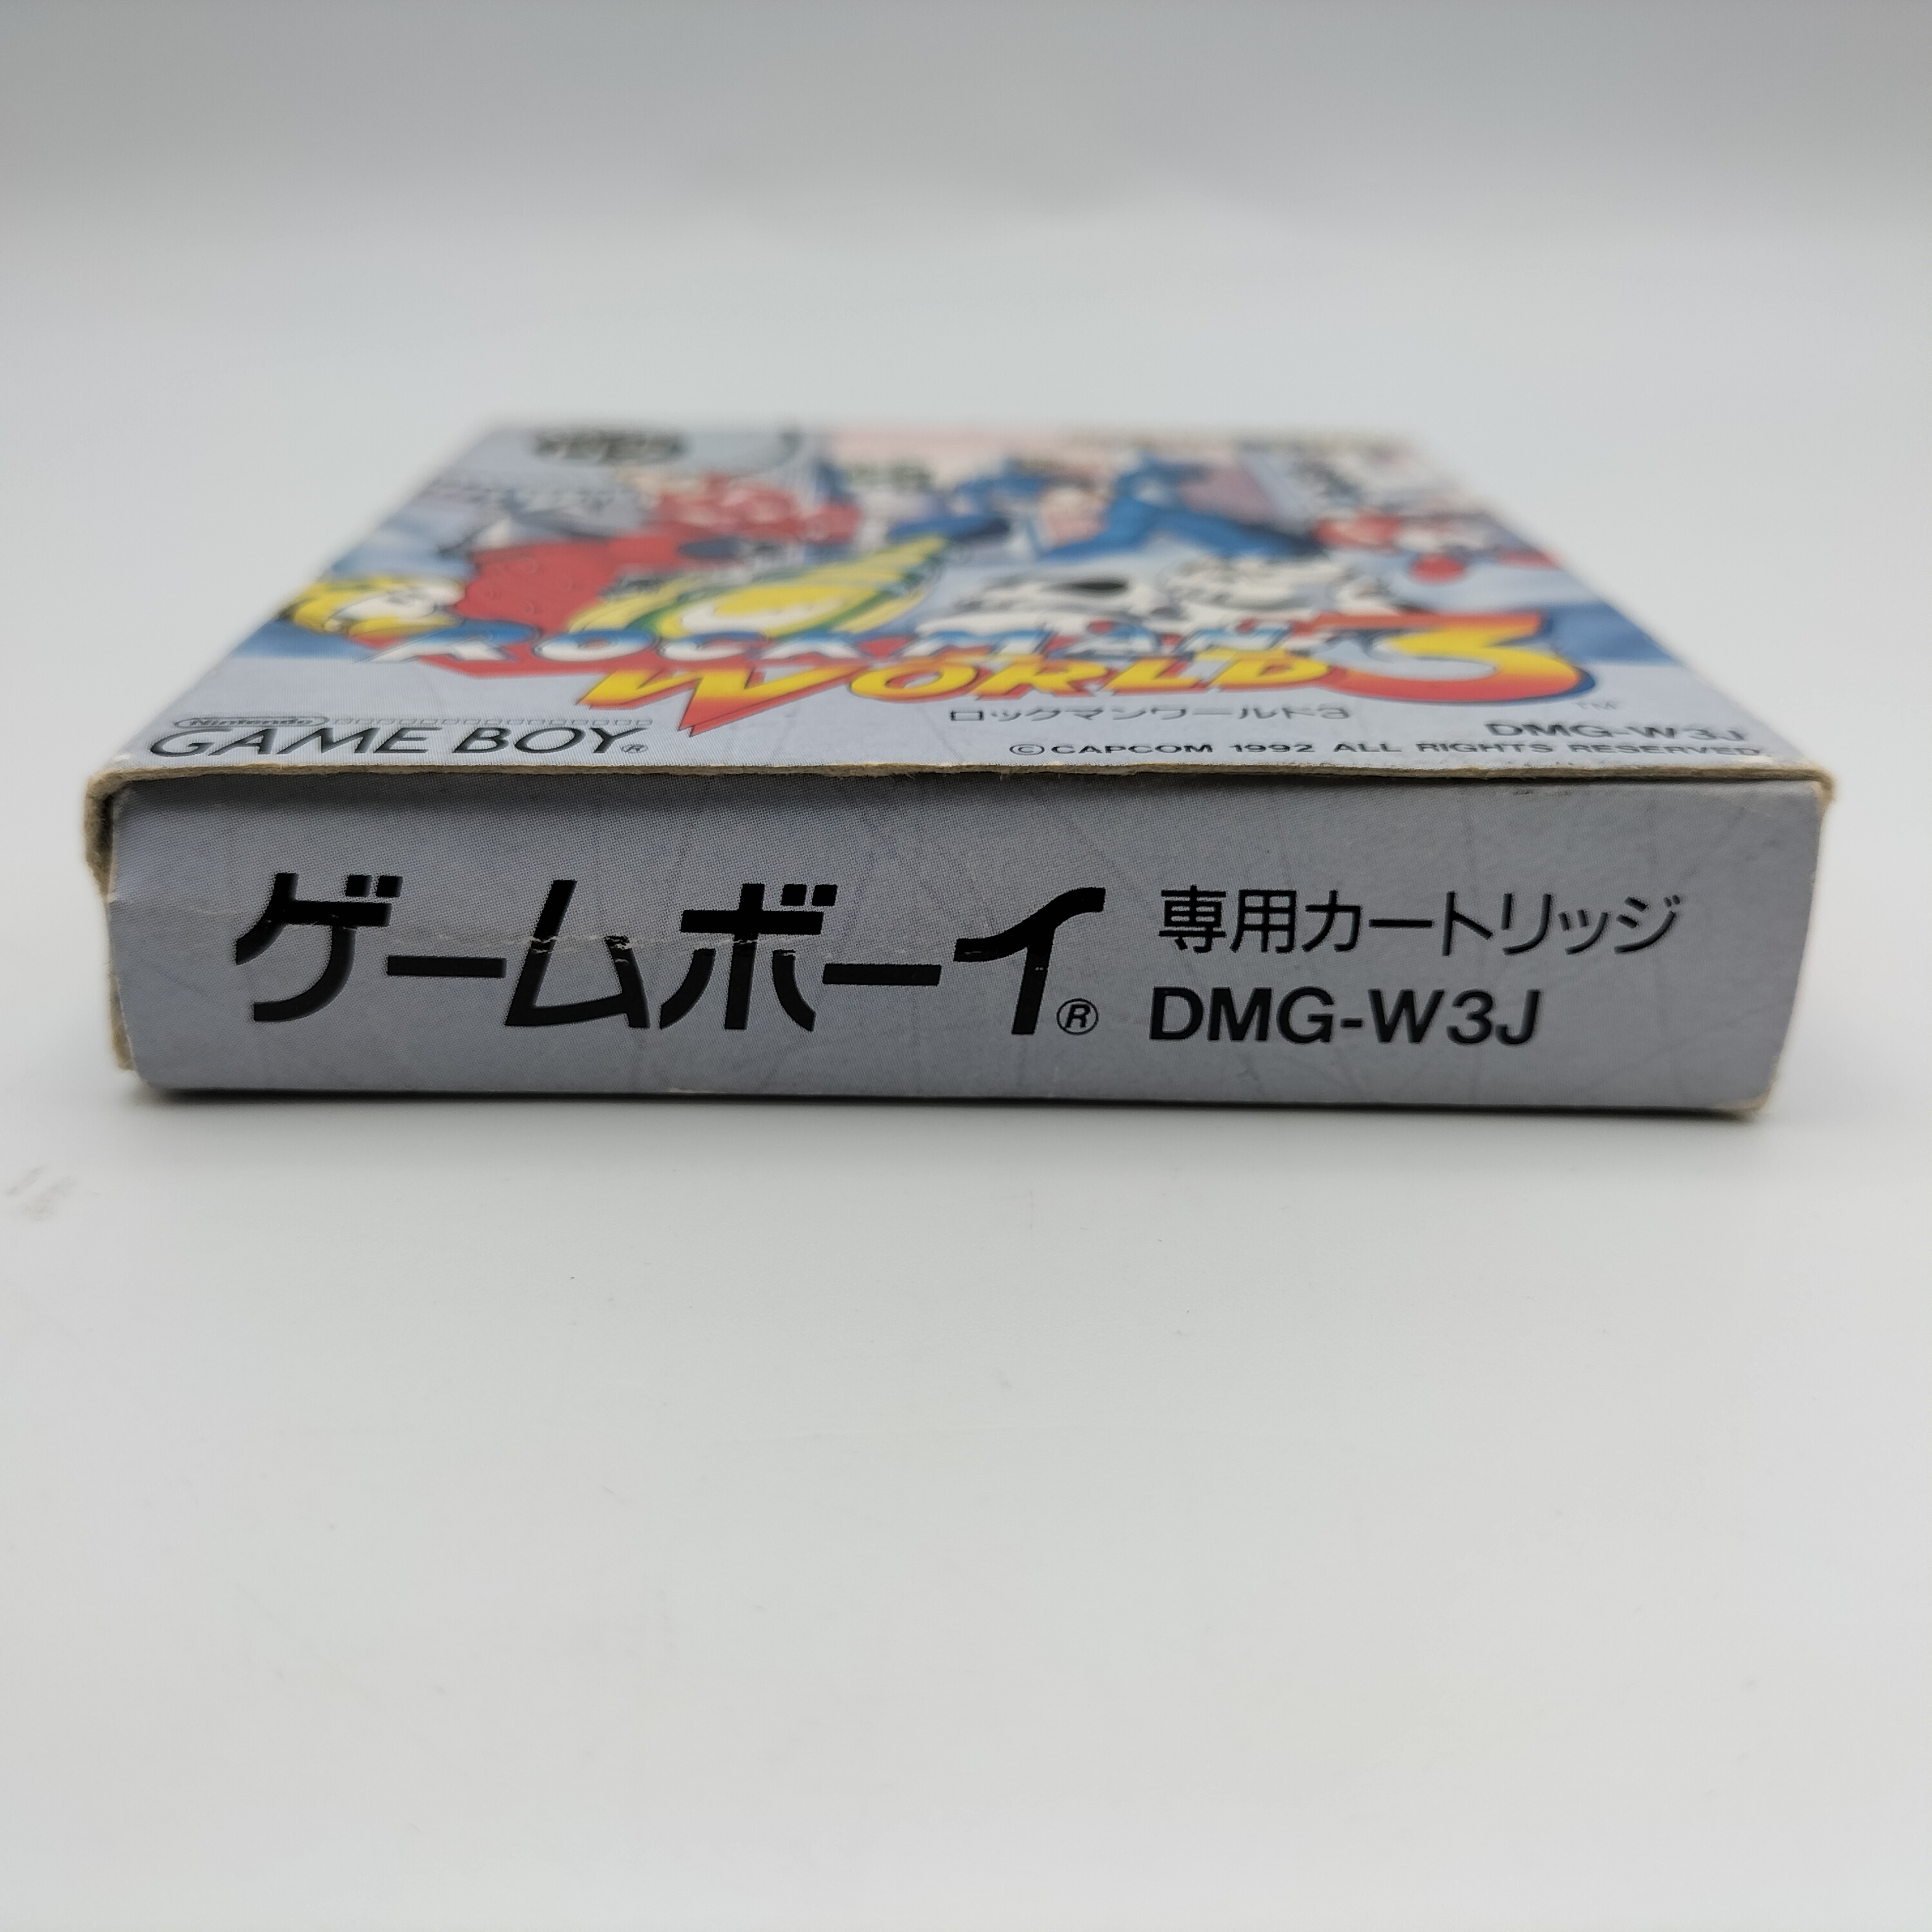 ROCKMAN
WORLD 3
TM
ロックマンワールド3
Nintendo
GAME BOY®
DMG-W3J
©CAPCOM 1992 ALL RIGHTS RESERVED
ゲームボーイ®
専用カートリッジ
DMG-W3J